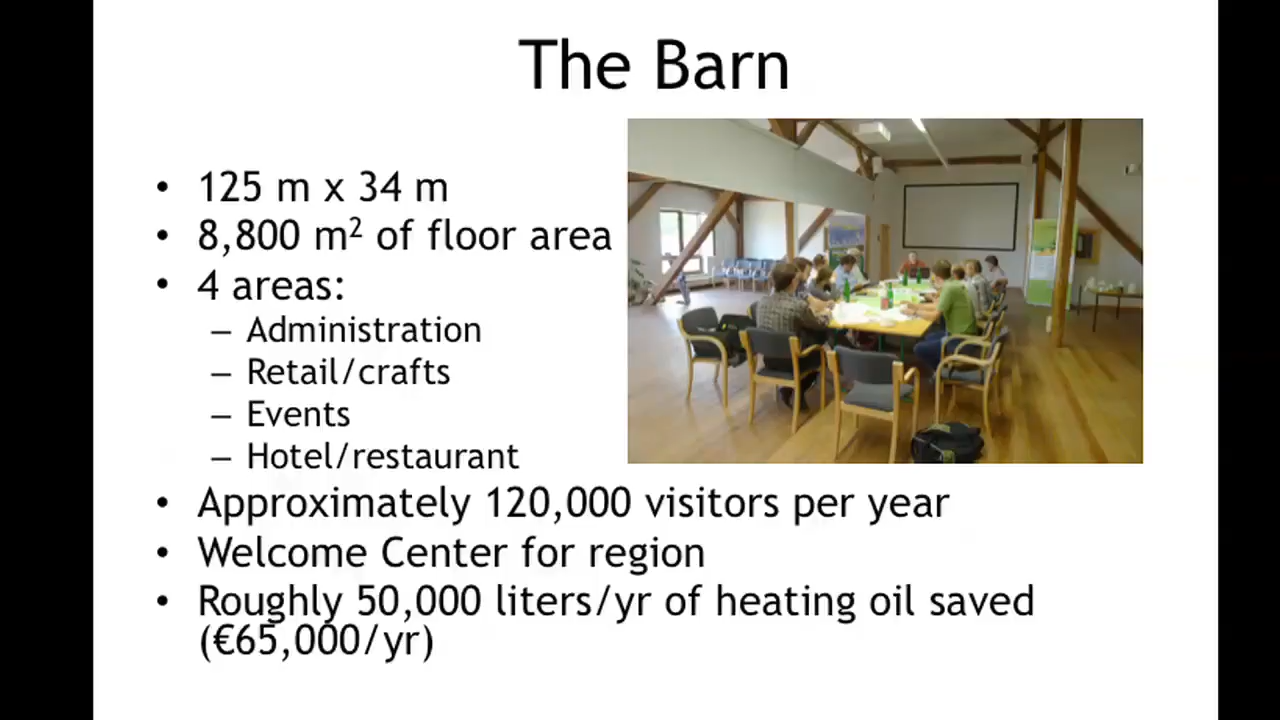 The Barn
• 125 m x 34 m
• 8,800 m² of floor area
• 4 areas:
– Administration
– Retail/crafts
– Events
– Hotel/restaurant
• Approximately 120,000 visitors per year
• Welcome Center for region
• Roughly 50,000 liters/yr of heating oil saved
(€65,000/yr)